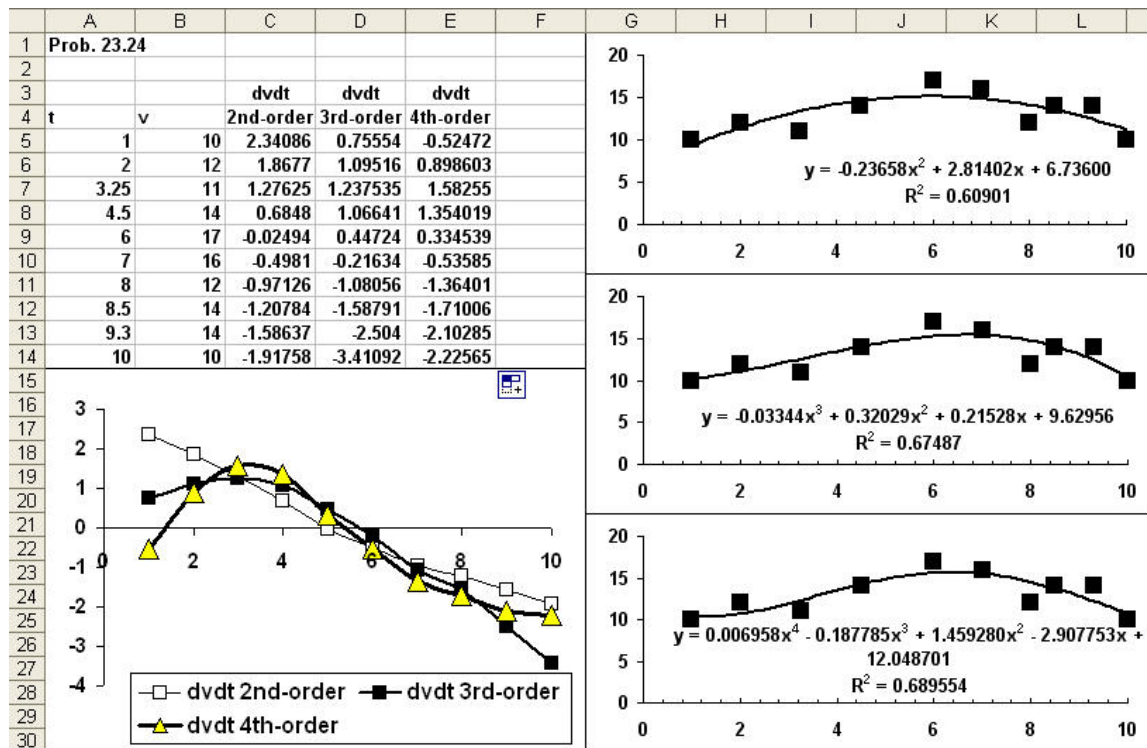 A B C D E F G H I J K L
1 Prob. 23.24
2
3 dvdt dvdt dvdt
4 t v 2nd-order 3rd-order 4th-order
5 1 10 2.34086 0.75554 -0.52472
6 2 12 1.8677 1.09516 0.898603
7 3.25 11 1.27625 1.237535 1.58255
8 4.5 14 0.6848 1.06641 1.354019
9 6 17 -0.02494 0.44724 0.334539
10 7 16 -0.4981 -0.21634 -0.53585
11 8 12 -0.97126 -1.08056 -1.36401
12 8.5 14 -1.20784 -1.58791 -1.71006
13 9.3 14 -1.58637 -2.504 -2.10285
14 10 10 -1.91758 -3.41092 -2.22565
15
16
17
18
19
20
21
22
23
24
25
26
27
28
29
30
3
2
1
0
-1
-2
-3
-4
0 2 4 6 8 10
dvdt 2nd-order dvdt 3rd-order
dvdt 4th-order
20
15
10
5
0
y = -0.23658x² + 2.81402x + 6.73600
R² = 0.60901
0 2 4 6 8 10
20
15
10
5
0
y = -0.03344x³ + 0.32029x² + 0.21528x + 9.62956
R² = 0.67487
0 2 4 6 8 10
20
15
10
5
0
y = 0.006958x⁴ - 0.187785x³ + 1.459280x² - 2.907753x +
12.048701
R² = 0.689554
0 2 4 6 8 10